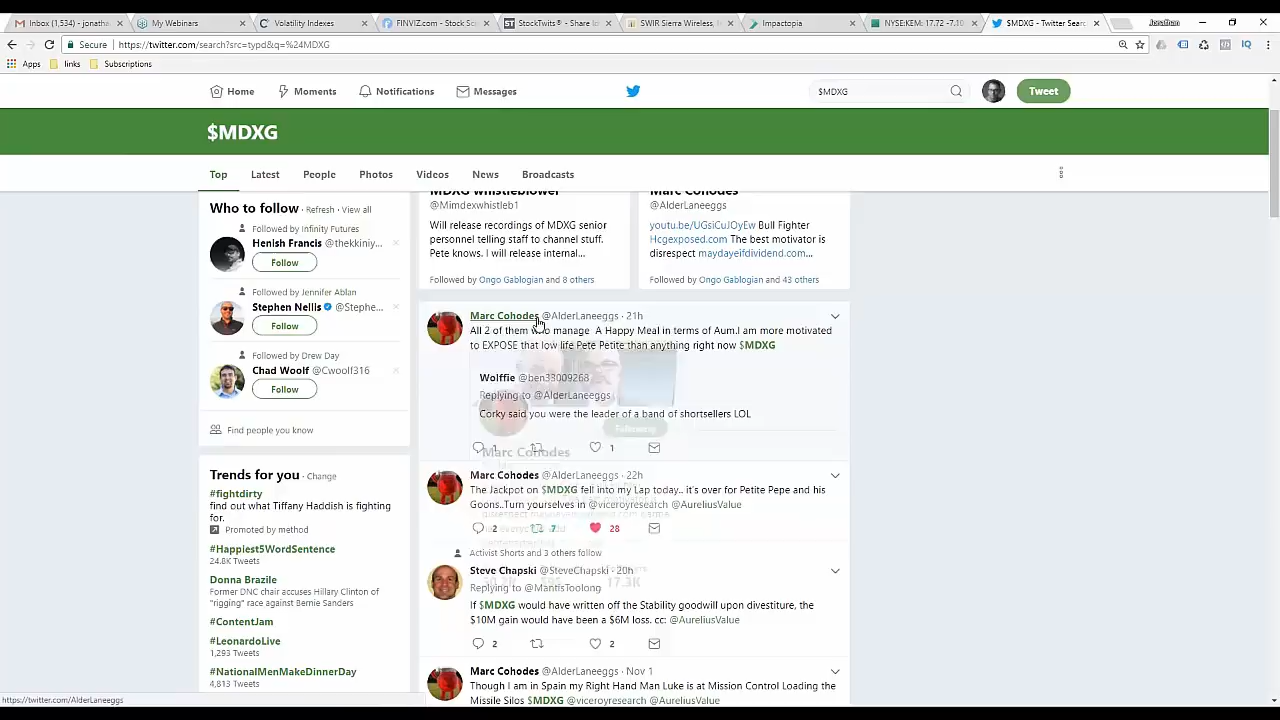 Inbox (1,534) - jonatha
My Webinars
Volatility Indexes
FINVIZ.com - Stock Se
StockTwits® - Share Id
SWIR Sierra Wireless, I
Impactopia
NYSE:KEM: 17.72 -7.10
$MDXG - Twitter Sear
Jonathan
Secure
https://twitter.com/search?src=typd&q=%24MDXG
Apps
links
Subscriptions
Home
Moments
Notifications
Messages
$MDXG
Tweet
$MDXG
Top
Latest
People
Photos
Videos
News
Broadcasts
Who to follow · Refresh · View all
Followed by Infinity Futures
Henish Francis @thekkiniy...
Follow
Followed by Jennifer Ablan
Stephen Nellis @Stephe...
Follow
Followed by Drew Day
Chad Woolf @Cwoolf316
Follow
Find people you know
Trends for you · Change
#fightdirty
find out what Tiffany Haddish is fighting
for.
Promoted by method
#Happiest5WordSentence
24.8K Tweets
Donna Brazile
Former DNC chair accuses Hillary Clinton of
"rigging" race against Bernie Sanders
#ContentJam
#LeonardoLive
1,293 Tweets
#NationalMenMakeDinnerDay
4,813 Tweets
MDXG whistleblower
@Mimdexwhistleb1
Will release recordings of MDXG senior
personnel telling staff to channel stuff.
Pete knows. I will release internal...
Followed by Ongo Gablogian and 8 others
Marc Cohodes
@AlderLaneeggs
youtu.be/UGsiCuJOyEw Bull Fighter
Hcgexposed.com The best motivator is
disrespect maydayeifdividend.com...
Followed by Ongo Gablogian and 43 others
Marc Cohodes @AlderLaneeggs · 21h
All 2 of them who manage A Happy Meal in terms of Aum.I am more motivated
to EXPOSE that low life Pete Petite than anything right now $MDXG
Wolffie @ben33009268
Replying to @AlderLaneeggs
Corky said you were the leader of a band of shortsellers LOL
Following
Marc Cohodes
1
1
Marc Cohodes @AlderLaneeggs · 22h
The Jackpot on $MDXG fell into my Lap today.. it's over for Petite Pepe and his
Goons..Turn yourselves in @viceroyresearch @AureliusValue
2
7
28
Activist Shorts and 3 others follow
Steve Chapski @SteveChapski · 20h
17.3K
Replying to @MantisToolong
If $MDXG would have written off the Stability goodwill upon divestiture, the
$10M gain would have been a $6M loss. cc: @AureliusValue
2
2
Marc Cohodes @AlderLaneeggs · Nov 1
Though I am in Spain my Right Hand Man Luke is at Mission Control Loading the
Missile Silos $MDXG @viceroyresearch @AureliusValue
https://twitter.com/AlderLaneeggs